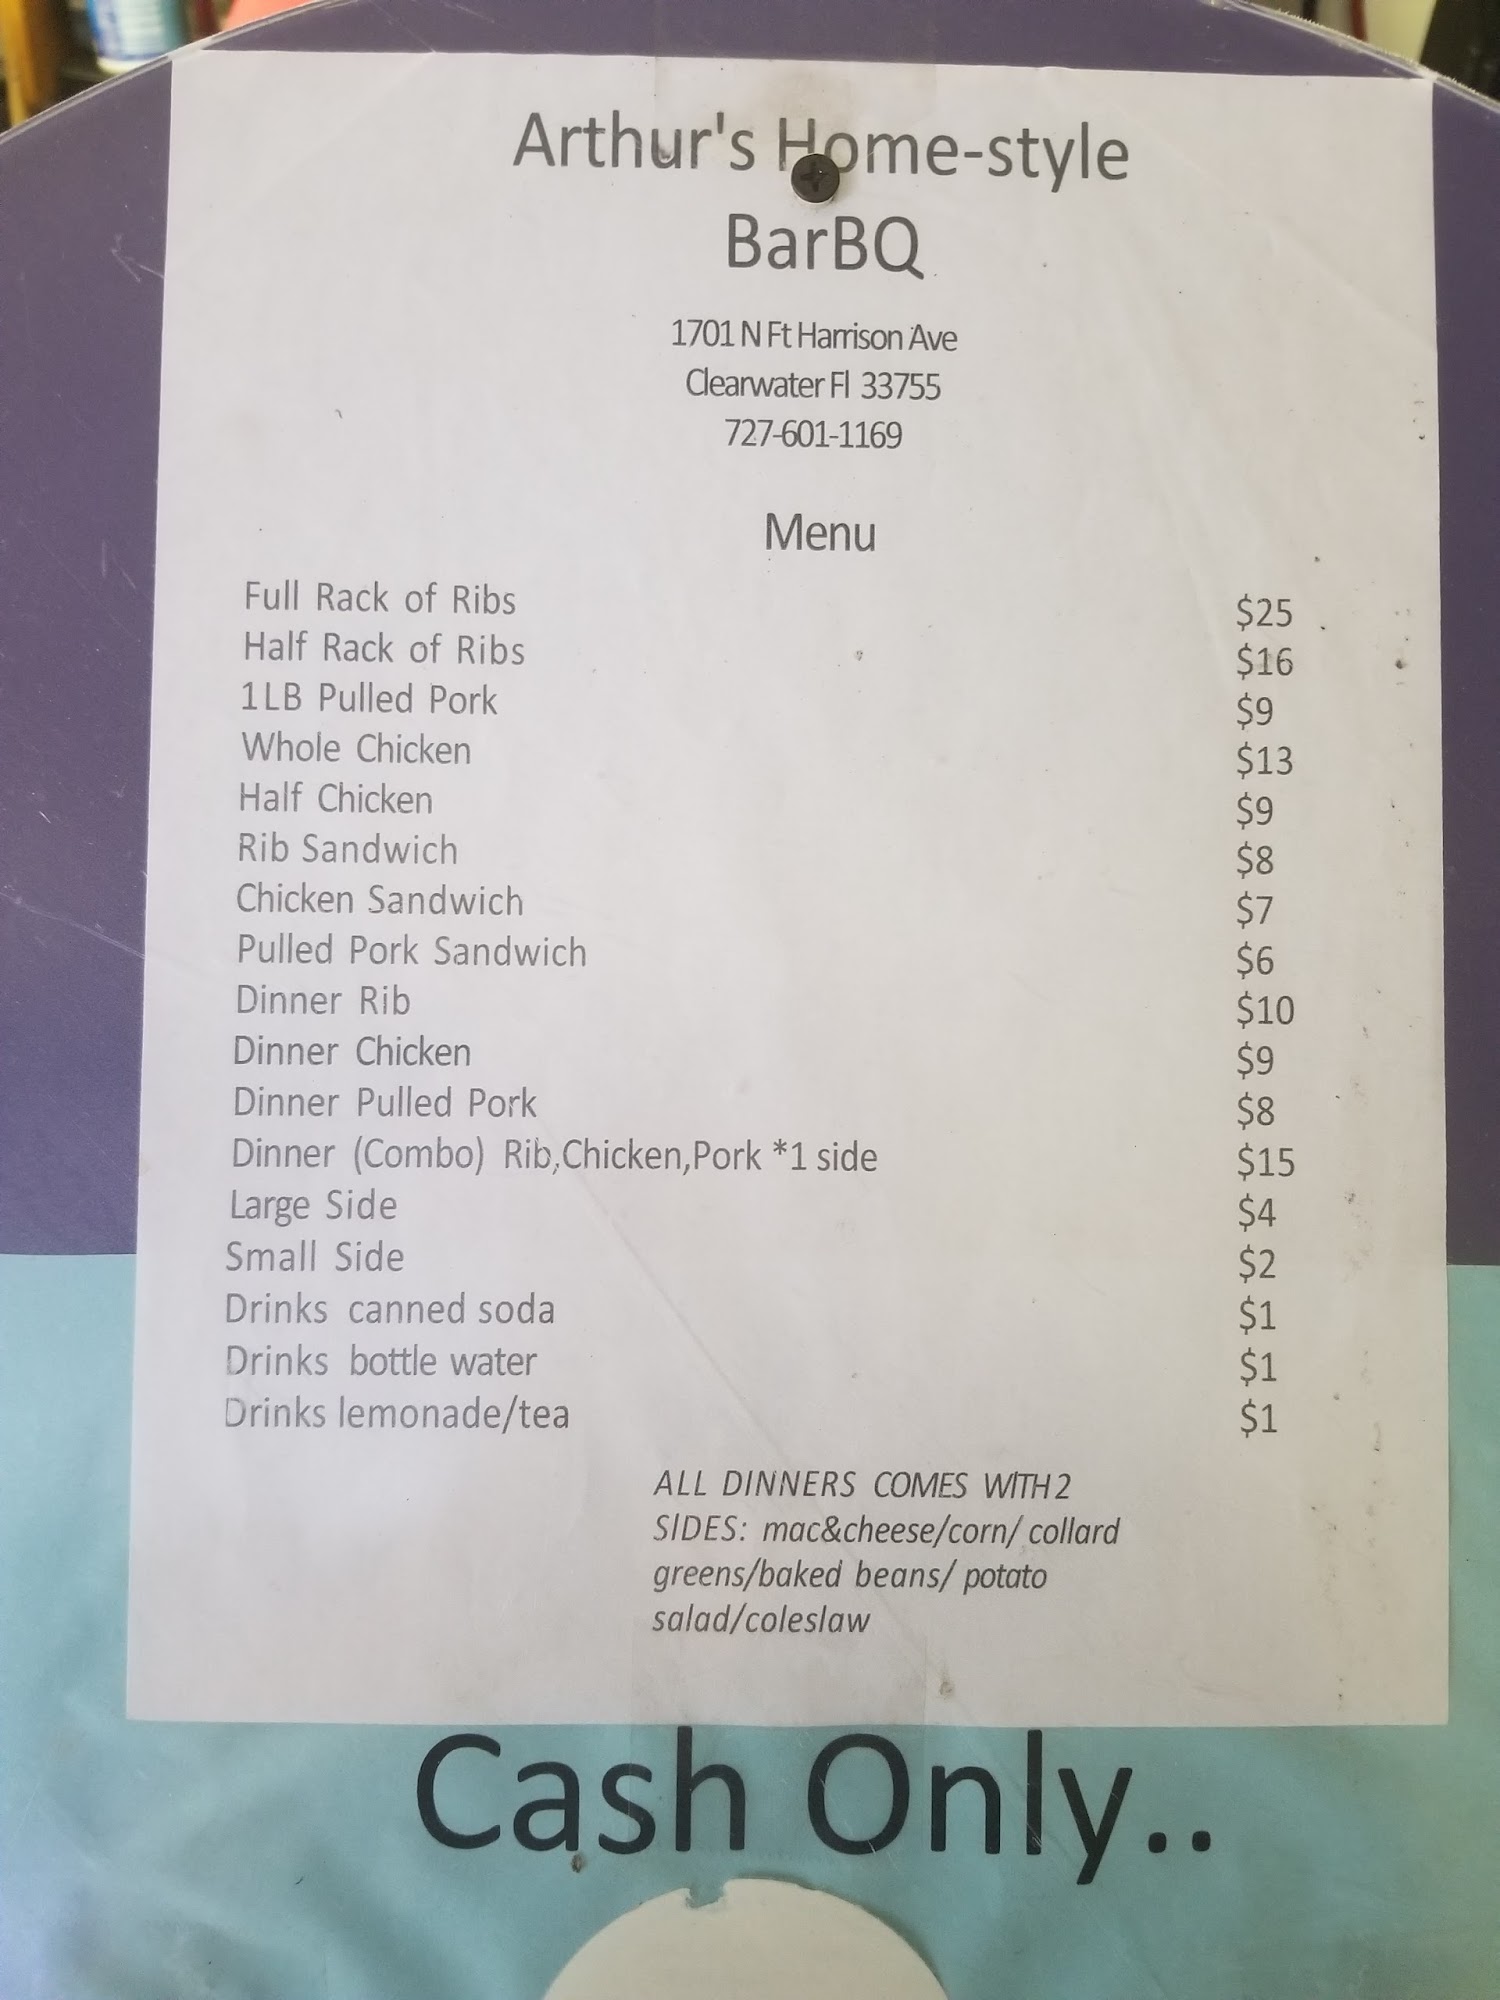 Arthur's Home-style
BarBQ
1701 N Ft Harrison Ave
Clearwater Fl 33755
727-601-1169
Menu
Full Rack of Ribs $25
Half Rack of Ribs $16
1LB Pulled Pork $9
Whole Chicken $13
Half Chicken $9
Rib Sandwich $8
Chicken Sandwich $7
Pulled Pork Sandwich $6
Dinner Rib $10
Dinner Chicken $9
Dinner Pulled Pork $8
Dinner (Combo) Rib,Chicken,Pork *1 side $15
Large Side $4
Small Side $2
Drinks canned soda $1
Drinks bottle water $1
Drinks lemonade/tea $1
ALL DINNERS COMES WITH 2
SIDES: mac&cheese/corn/ collard
greens/baked beans/ potato
salad/coleslaw
Cash Only..